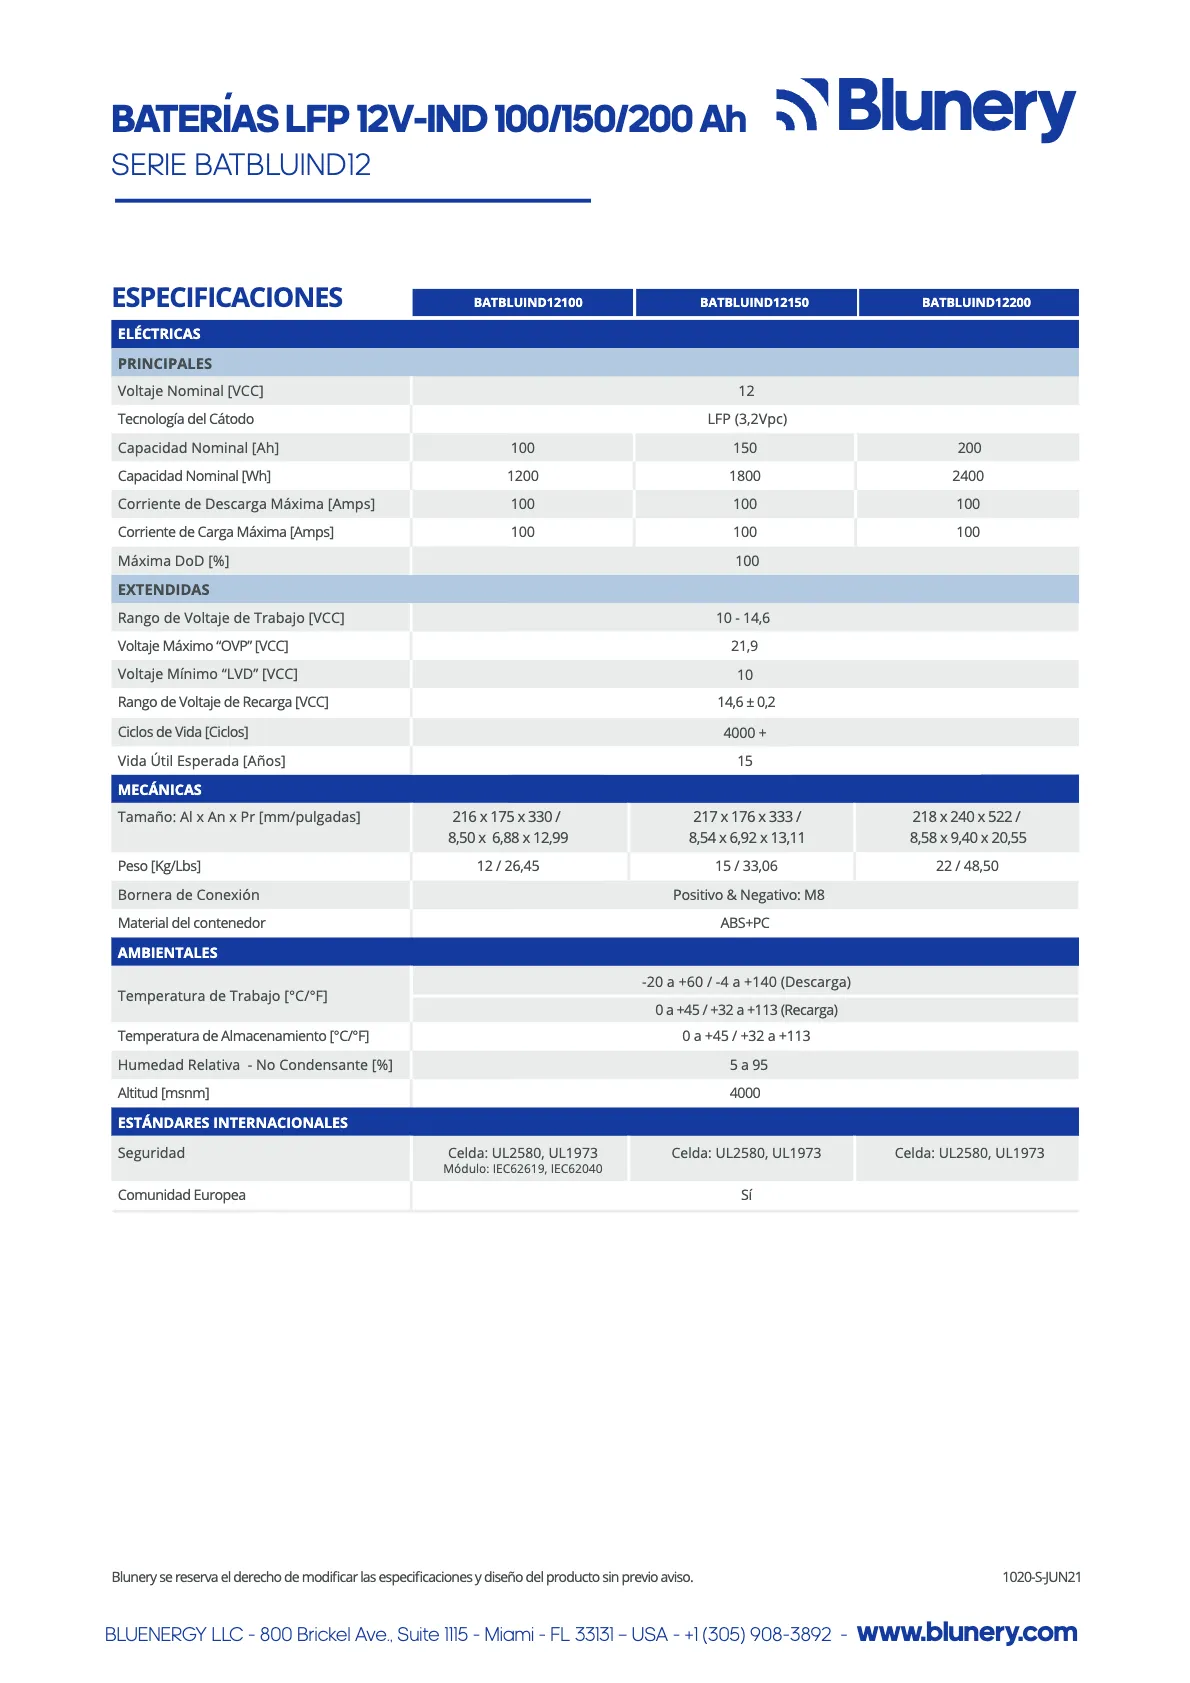 BATERÍAS LFP 12V-IND 100/150/200 Ah
Blunery
SERIE BATBLUIND12
ESPECIFICACIONES
BATBLUIND12100 BATBLUIND12150 BATBLUIND12200
ELÉCTRICAS
PRINCIPALES
Voltaje Nominal [VCC] 12
Tecnología del Cátodo LFP (3,2Vpc)
Capacidad Nominal [Ah] 100 150 200
Capacidad Nominal [Wh] 1200 1800 2400
Corriente de Descarga Máxima [Amps] 100 100 100
Corriente de Carga Máxima [Amps] 100 100 100
Máxima DoD [%] 100
EXTENDIDAS
Rango de Voltaje de Trabajo [VCC] 10 - 14,6
Voltaje Máximo “OVP” [VCC] 21,9
Voltaje Mínimo “LVD” [VCC] 10
Rango de Voltaje de Recarga [VCC] 14,6 ± 0,2
Ciclos de Vida [Ciclos] 4000 +
Vida Útil Esperada [Años] 15
MECÁNICAS
Tamaño: Al x An x Pr [mm/pulgadas] 216 x 175 x 330 / 217 x 176 x 333 / 218 x 240 x 522 /
8,50 x 6,88 x 12,99 8,54 x 6,92 x 13,11 8,58 x 9,40 x 20,55
Peso [Kg/Lbs] 12 / 26,45 15 / 33,06 22 / 48,50
Bornera de Conexión Positivo & Negativo: M8
Material del contenedor ABS+PC
AMBIENTALES
Temperatura de Trabajo [°C/°F] -20 a +60 / -4 a +140 (Descarga)
0 a +45 / +32 a +113 (Recarga)
Temperatura de Almacenamiento [°C/°F] 0 a +45 / +32 a +113
Humedad Relativa - No Condensante [%] 5 a 95
Altitud [msnm] 4000
ESTÁNDARES INTERNACIONALES
Seguridad Celda: UL2580, UL1973 Celda: UL2580, UL1973 Celda: UL2580, UL1973
Módulo: IEC62619, IEC62040
Comunidad Europea Sí
Blunery se reserva el derecho de modificar las especificaciones y diseño del producto sin previo aviso. 1020-S-JUN21
BLUENERGY LLC - 800 Brickel Ave., Suite 1115 - Miami - FL 33131 – USA - +1 (305) 908-3892 - www.blunery.com